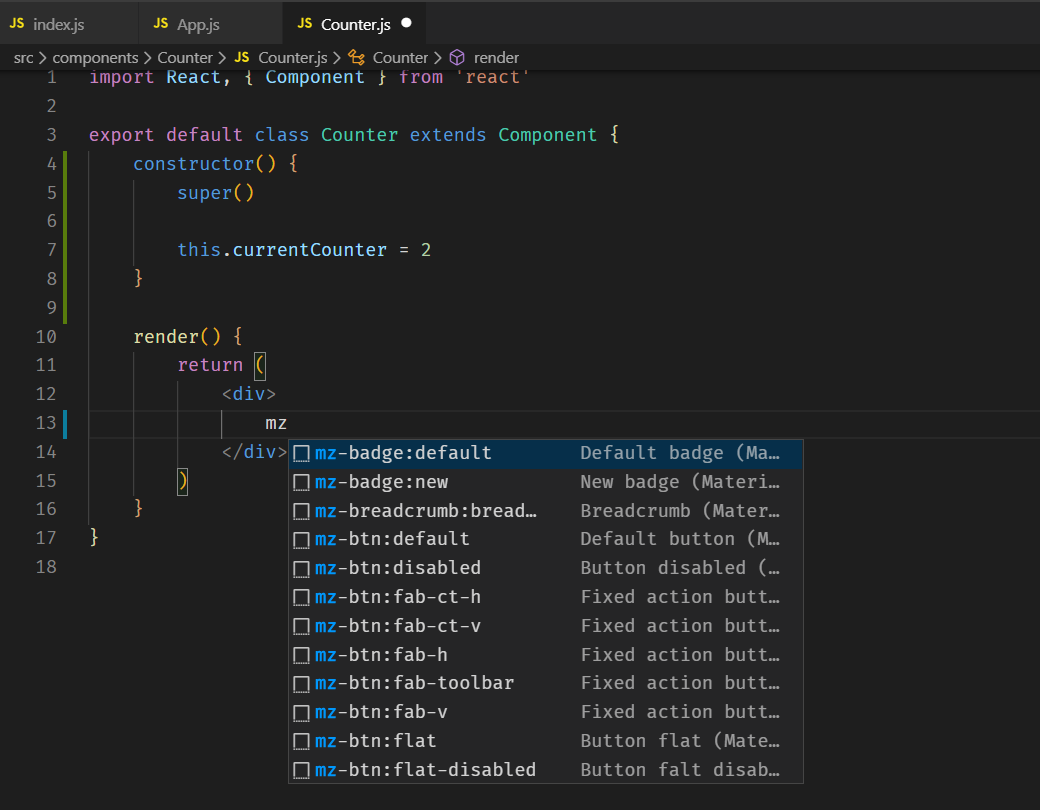 JS index.js JS App.js JS Counter.js
src > components > Counter > JS Counter.js > Counter > render
1 import React, { Component } from 'react'
2
3 export default class Counter extends Component {
4 constructor() {
5 super()
6
7 this.currentCounter = 2
8 }
9
10 render() {
11 return (
12 <div>
13 mz
14 </div>
15 )
16 }
17 }
18
mz-badge:default Default badge (Ma…
mz-badge:new New badge (Materi…
mz-breadcrumb:bread… Breadcrumb (Mater…
mz-btn:default Default button (M…
mz-btn:disabled Button disabled (…
mz-btn:fab-ct-h Fixed action butt…
mz-btn:fab-ct-v Fixed action butt…
mz-btn:fab-h Fixed action butt…
mz-btn:fab-toolbar Fixed action butt…
mz-btn:fab-v Fixed action butt…
mz-btn:flat Button flat (Mate…
mz-btn:flat-disabled Button falt disab…